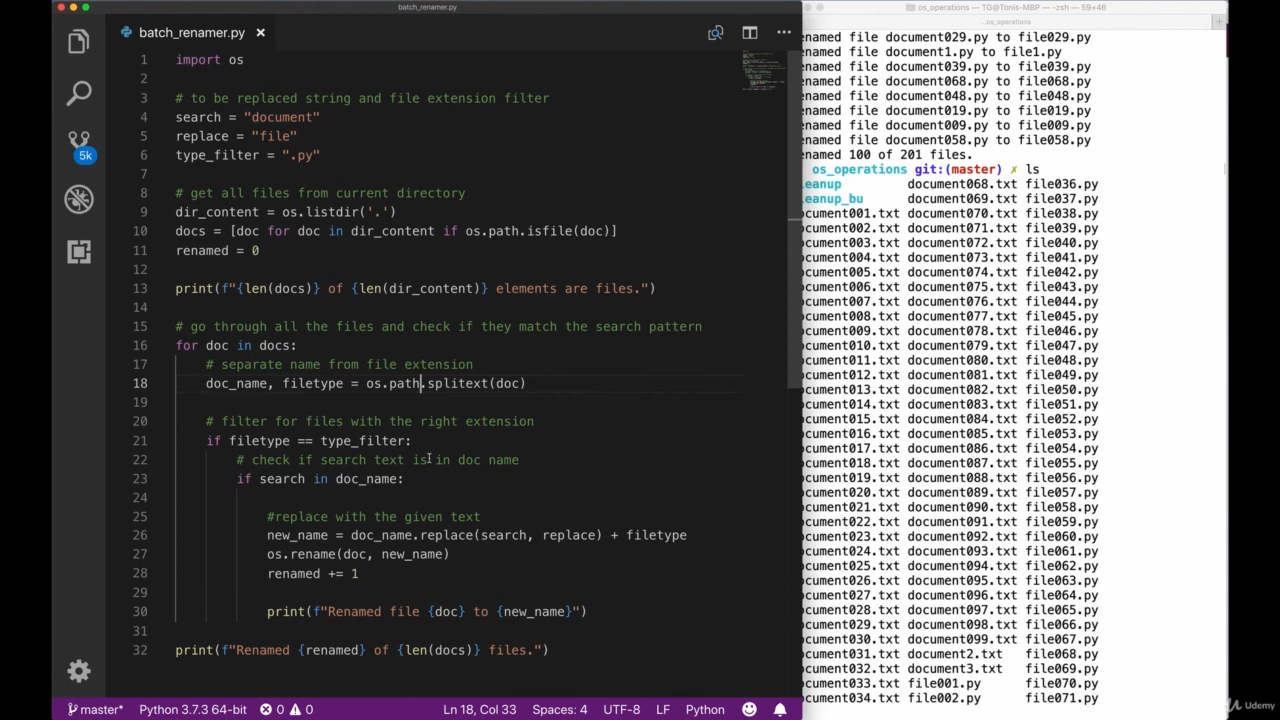 batch_renamer.py
os_operations — TG@Tonis-MBP — -zsh — 59×46
batch_renamer.py
..os_operations
1 import os
2
3 # to be replaced string and file extension filter
4 search = "document"
5 replace = "file"
6 type_filter = ".py"
7
8 # get all files from current directory
9 dir_content = os.listdir('.')
10 docs = [doc for doc in dir_content if os.path.isfile(doc)]
11 renamed = 0
12
13 print(f"{len(docs)} of {len(dir_content)} elements are files.")
14
15 # go through all the files and check if they match the search pattern
16 for doc in docs:
17 # separate name from file extension
18 doc_name, filetype = os.path.splitext(doc)
19
20 # filter for files with the right extension
21 if filetype == type_filter:
22 # check if search text is in doc name
23 if search in doc_name:
24
25 #replace with the given text
26 new_name = doc_name.replace(search, replace) + filetype
27 os.rename(doc, new_name)
28 renamed += 1
29
30 print(f"Renamed file {doc} to {new_name}")
31
32 print(f"Renamed {renamed} of {len(docs)} files.")
5k
master* Python 3.7.3 64-bit 0 0 Ln 18, Col 33 Spaces: 4 UTF-8 LF Python
enamed file document029.py to file029.py
enamed file document1.py to file1.py
enamed file document039.py to file039.py
enamed file document068.py to file068.py
enamed file document048.py to file048.py
enamed file document019.py to file019.py
enamed file document009.py to file009.py
enamed file document058.py to file058.py
enamed 100 of 201 files.
os_operations git:(master) ✗ ls
leanup document068.txt file036.py
leanup_bu document069.txt file037.py
ocument001.txt document070.txt file038.py
ocument002.txt document071.txt file039.py
ocument003.txt document072.txt file040.py
ocument004.txt document073.txt file041.py
ocument005.txt document074.txt file042.py
ocument006.txt document075.txt file043.py
ocument007.txt document076.txt file044.py
ocument008.txt document077.txt file045.py
ocument009.txt document078.txt file046.py
ocument010.txt document079.txt file047.py
ocument011.txt document080.txt file048.py
ocument012.txt document081.txt file049.py
ocument013.txt document082.txt file050.py
ocument014.txt document083.txt file051.py
ocument015.txt document084.txt file052.py
ocument016.txt document085.txt file053.py
ocument017.txt document086.txt file054.py
ocument018.txt document087.txt file055.py
ocument019.txt document088.txt file056.py
ocument020.txt document089.txt file057.py
ocument021.txt document090.txt file058.py
ocument022.txt document091.txt file059.py
ocument023.txt document092.txt file060.py
ocument024.txt document093.txt file061.py
ocument025.txt document094.txt file062.py
ocument026.txt document095.txt file063.py
ocument027.txt document096.txt file064.py
ocument028.txt document097.txt file065.py
ocument029.txt document098.txt file066.py
ocument030.txt document099.txt file067.py
ocument031.txt document2.txt file068.py
ocument032.txt document3.txt file069.py
ocument033.txt file001.py file070.py
ocument034.txt file002.py file071.py
Udemy